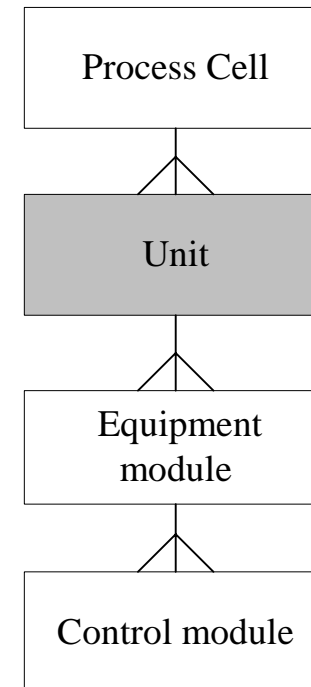 Process Cell
Unit
Equipment
module
Control module